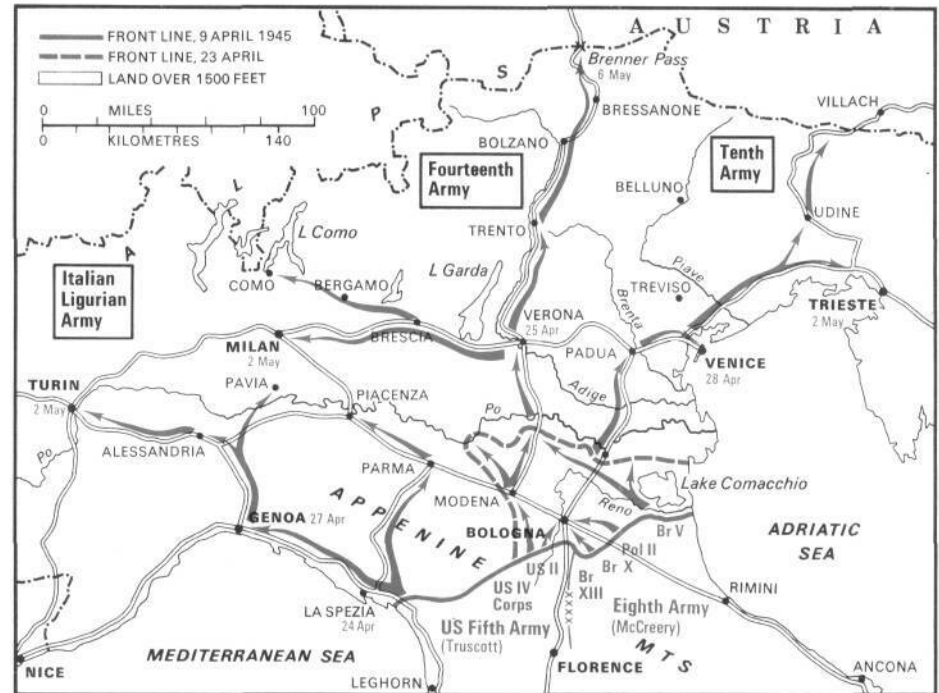 AUSTRIA
FRONT LINE, 9 APRIL 1945
FRONT LINE, 23 APRIL
LAND OVER 1500 FEET
0 MILES 100
0 KILOMETRES 140
Brenner Pass
6 May
BRESSANONE
VILLACH
ALPS
BOLZANO
Fourteenth
Army
Tenth
Army
BELLUNO
UDINE
TRENTO
L Como
L Garda
Piave
Italian
Ligurian
Army
COMO
BERGAMO
TREVISO
Brenta
TRIESTE
2 May
VERONA
25 Apr
BRESCIA
PADUA
VENICE
28 Apr
MILAN
2 May
TURIN
2 May
PAVIA
PIACENZA
Adige
Po
Po
ALESSANDRIA
PARMA
Lake Comacchio
MODENA
Reno
APPENINE
GENOA 27 Apr
BOLOGNA
Br V
ADRIATIC
SEA
Pol II
Br X
US II
US IV
Corps
Br
XIII
RIMINI
LA SPEZIA
24 Apr
US Fifth Army
(Truscott)
Eighth Army
(McCreery)
MTS
MEDITERRANEAN SEA
NICE
FLORENCE
LEGHORN
ANCONA